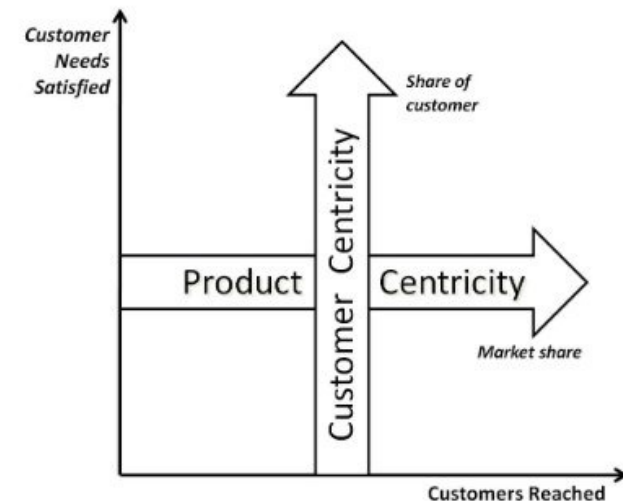 Customer
Needs
Satisfied
Share of
customer
Customer Centricity
Product Centricity
Market share
Customers Reached